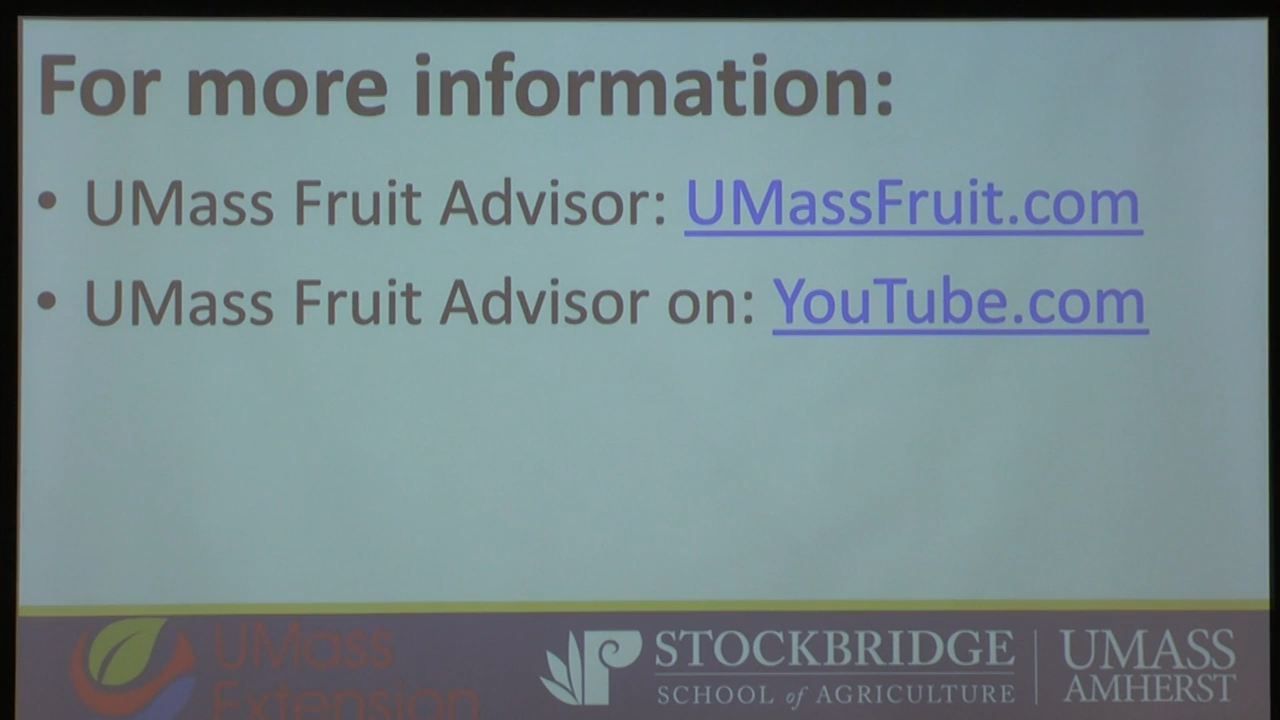 For more information:
• UMass Fruit Advisor: UMassFruit.com
• UMass Fruit Advisor on: YouTube.com
UMass
Extension
STOCKBRIDGE
SCHOOL of AGRICULTURE
UMASS
AMHERST